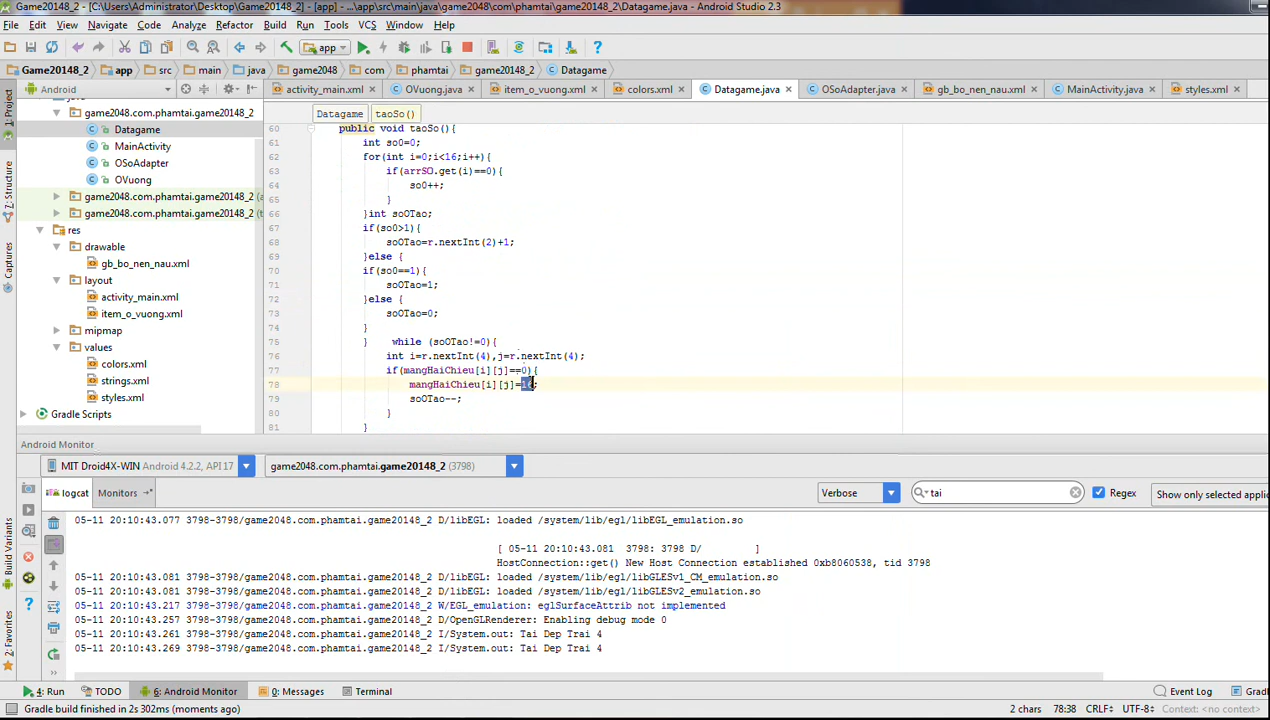 Game20148_2 - [C:\Users\Administrator\Desktop\Game20148_2] - [app] - ...\app\src\main\java\game2048\com\phamtai\game20148_2\Datagame.java - Android Studio 2.3
File Edit View Navigate Code Analyze Refactor Build Run Tools VCS Window Help
app
Game20148_2 app src main java game2048 com phamtai game20148_2 Datagame.java
Android
activity_main.xml OVuong.java item_o_vuong.xml colors.xml Datagame.java OSoAdapter.java gb_bo_nen_nau.xml MainActivity.java styles.xml
1: Project
7: Structure
Captures
Build Variants
2: Favorites
game2048.com.phamtai.game20148_2
Datagame
MainActivity
OSoAdapter
OVuong
game2048.com.phamtai.game20148_2 (a
game2048.com.phamtai.game20148_2 (t
res
drawable
gb_bo_nen_nau.xml
layout
activity_main.xml
item_o_vuong.xml
mipmap
values
colors.xml
strings.xml
styles.xml
Gradle Scripts
Datagame taoSo()
60 public void taoSo(){
61 int so0=0;
62 for(int i=0;i<16;i++){
63 if(arrSO.get(i)==0){
64 so0++;
65 }
66 }int soOTao;
67 if(so0>1){
68 soOTao=r.nextInt(2)+1;
69 }else {
70 if(so0==1){
71 soOTao=1;
72 }else {
73 soOTao=0;
74 }
75 } while (soOTao!=0){
76 int i=r.nextInt(4),j=r.nextInt(4);
77 if(mangHaiChieu[i][j]==0){
78 mangHaiChieu[i][j]=
79 soOTao--;
80 }
81 }
Android Monitor
MIT Droid4X-WIN Android 4.2.2, API 17 game2048.com.phamtai.game20148_2 (3798)
logcat Monitors Verbose tai Regex Show only selected applic
05-11 20:10:43.077 3798-3798/game2048.com.phamtai.game20148_2 D/libEGL: loaded /system/lib/egl/libEGL_emulation.so
[ 05-11 20:10:43.081 3798: 3798 D/ ]
HostConnection::get() New Host Connection established 0xb8060538, tid 3798
05-11 20:10:43.081 3798-3798/game2048.com.phamtai.game20148_2 D/libEGL: loaded /system/lib/egl/libGLESv1_CM_emulation.so
05-11 20:10:43.081 3798-3798/game2048.com.phamtai.game20148_2 D/libEGL: loaded /system/lib/egl/libGLESv2_emulation.so
05-11 20:10:43.217 3798-3798/game2048.com.phamtai.game20148_2 W/EGL_emulation: eglSurfaceAttrib not implemented
05-11 20:10:43.257 3798-3798/game2048.com.phamtai.game20148_2 D/OpenGLRenderer: Enabling debug mode 0
05-11 20:10:43.261 3798-3798/game2048.com.phamtai.game20148_2 I/System.out: Tai Dep Trai 4
05-11 20:10:43.269 3798-3798/game2048.com.phamtai.game20148_2 I/System.out: Tai Dep Trai 4
4: Run TODO 6: Android Monitor 0: Messages Terminal Event Log Grad
Gradle build finished in 2s 302ms (moments ago) 2 chars 78:38 CRLF÷ UTF-8÷ Context: <no context>